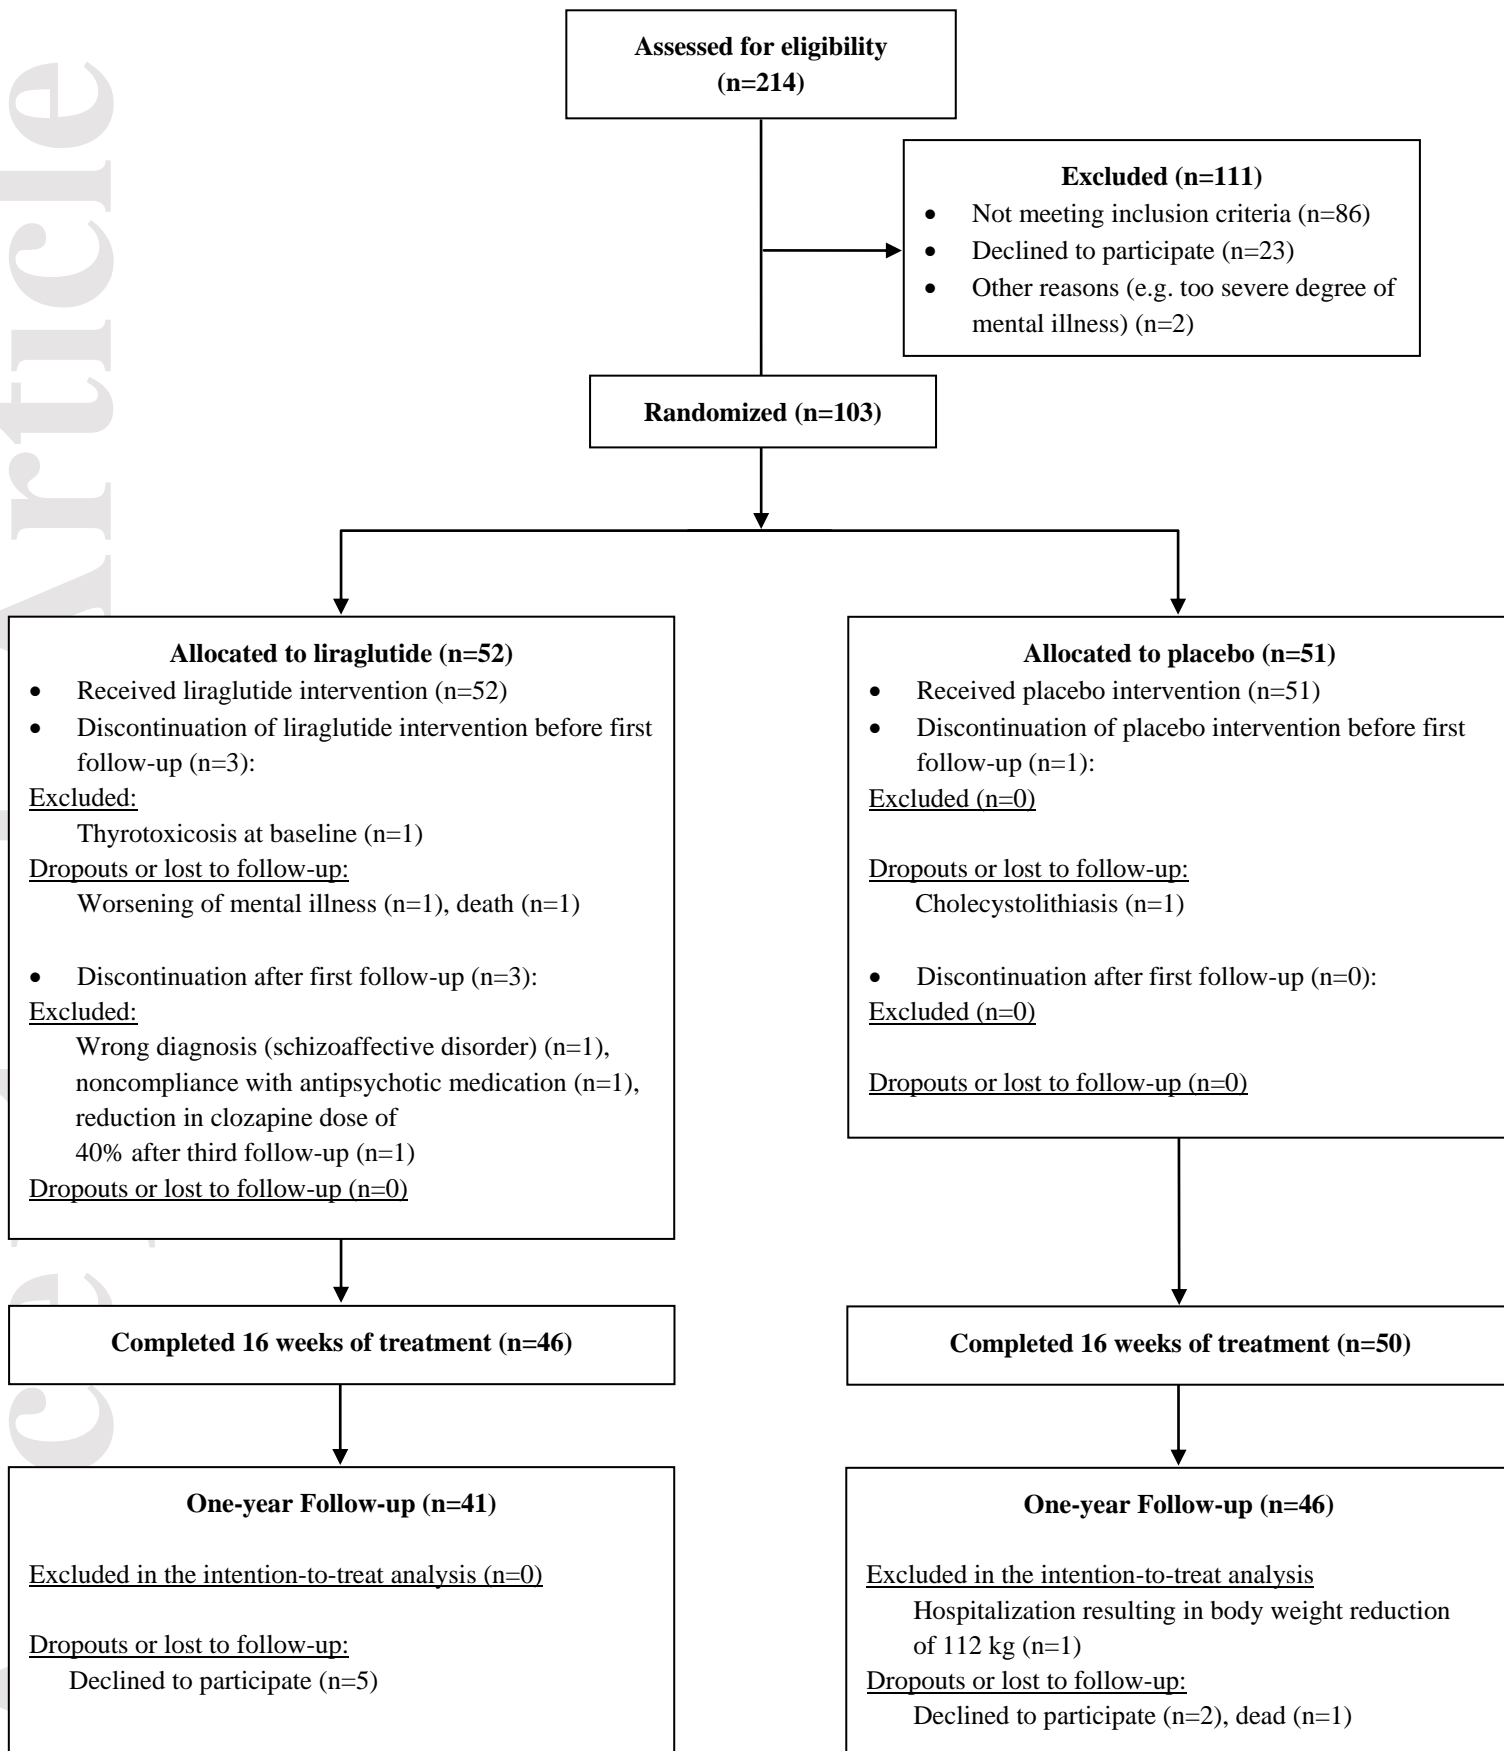 Assessed for eligibility
(n=214)
Excluded (n=111)
• Not meeting inclusion criteria (n=86)
• Declined to participate (n=23)
• Other reasons (e.g. too severe degree of
mental illness) (n=2)
Randomized (n=103)
Allocated to liraglutide (n=52)
• Received liraglutide intervention (n=52)
• Discontinuation of liraglutide intervention before first
follow-up (n=3):
Excluded:
Thyrotoxicosis at baseline (n=1)
Dropouts or lost to follow-up:
Worsening of mental illness (n=1), death (n=1)
• Discontinuation after first follow-up (n=3):
Excluded:
Wrong diagnosis (schizoaffective disorder) (n=1),
noncompliance with antipsychotic medication (n=1),
reduction in clozapine dose of
40% after third follow-up (n=1)
Dropouts or lost to follow-up (n=0)
Allocated to placebo (n=51)
• Received placebo intervention (n=51)
• Discontinuation of placebo intervention before first
follow-up (n=1):
Excluded (n=0)
Dropouts or lost to follow-up:
Cholecystolithiasis (n=1)
• Discontinuation after first follow-up (n=0):
Excluded (n=0)
Dropouts or lost to follow-up (n=0)
Completed 16 weeks of treatment (n=46)
Completed 16 weeks of treatment (n=50)
One-year Follow-up (n=41)
Excluded in the intention-to-treat analysis (n=0)
Dropouts or lost to follow-up:
Declined to participate (n=5)
One-year Follow-up (n=46)
Excluded in the intention-to-treat analysis
Hospitalization resulting in body weight reduction
of 112 kg (n=1)
Dropouts or lost to follow-up:
Declined to participate (n=2), dead (n=1)
Article